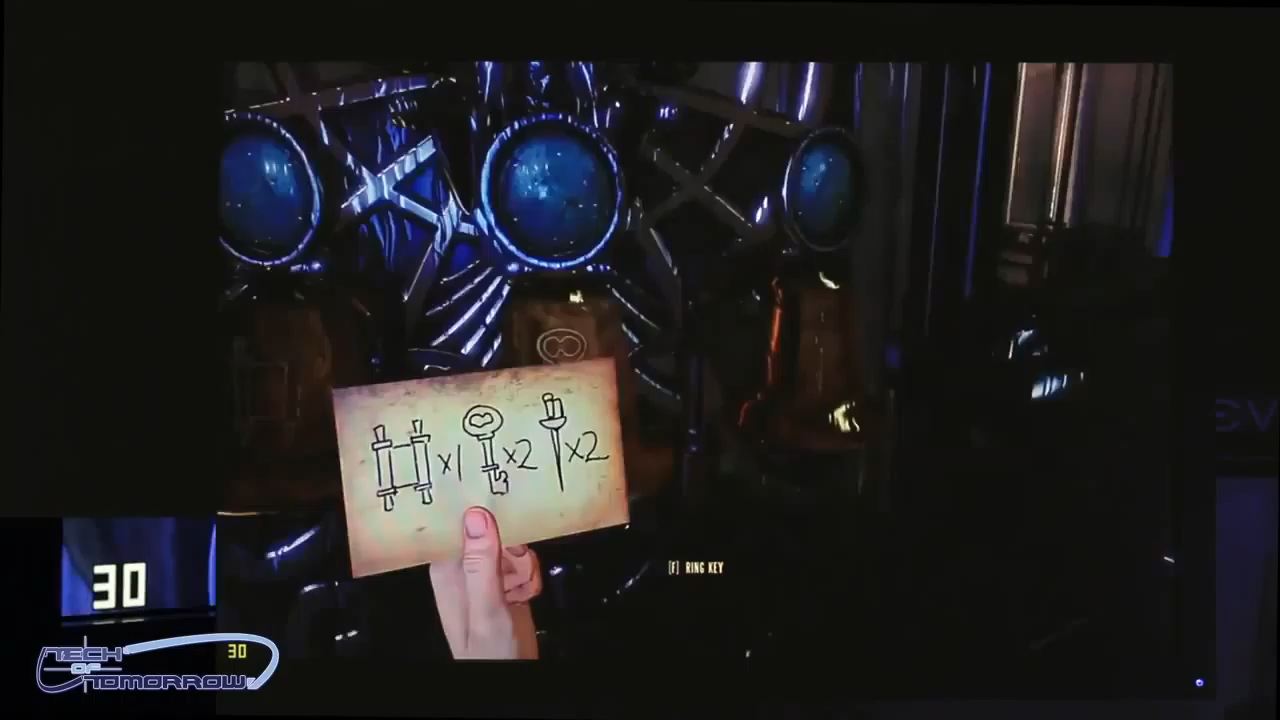 x1 x2 x2
[F] RING KEY
30
30
TECH
OF
TOMORROW